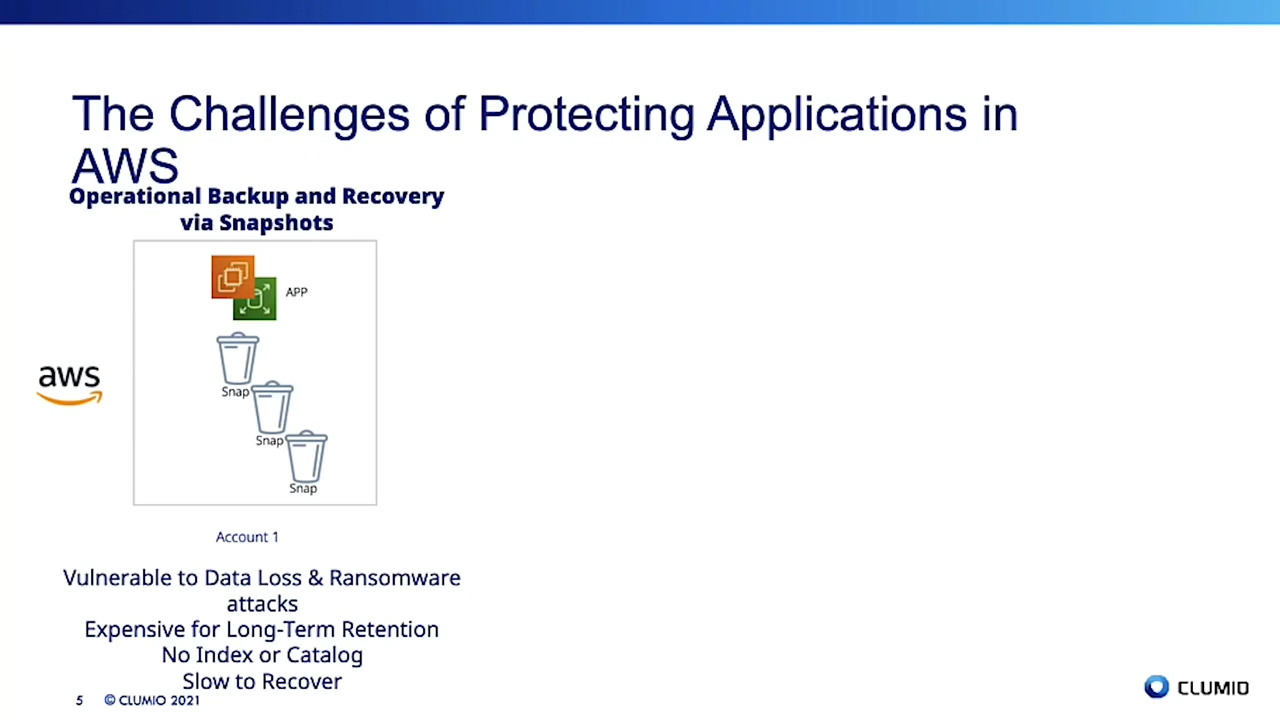 The Challenges of Protecting Applications in
AWS
Operational Backup and Recovery
via Snapshots
APP
aws
Snap
Snap
Snap
Account 1
Vulnerable to Data Loss & Ransomware
attacks
Expensive for Long-Term Retention
No Index or Catalog
Slow to Recover
5 © CLUMIO 2021
CLUMIO